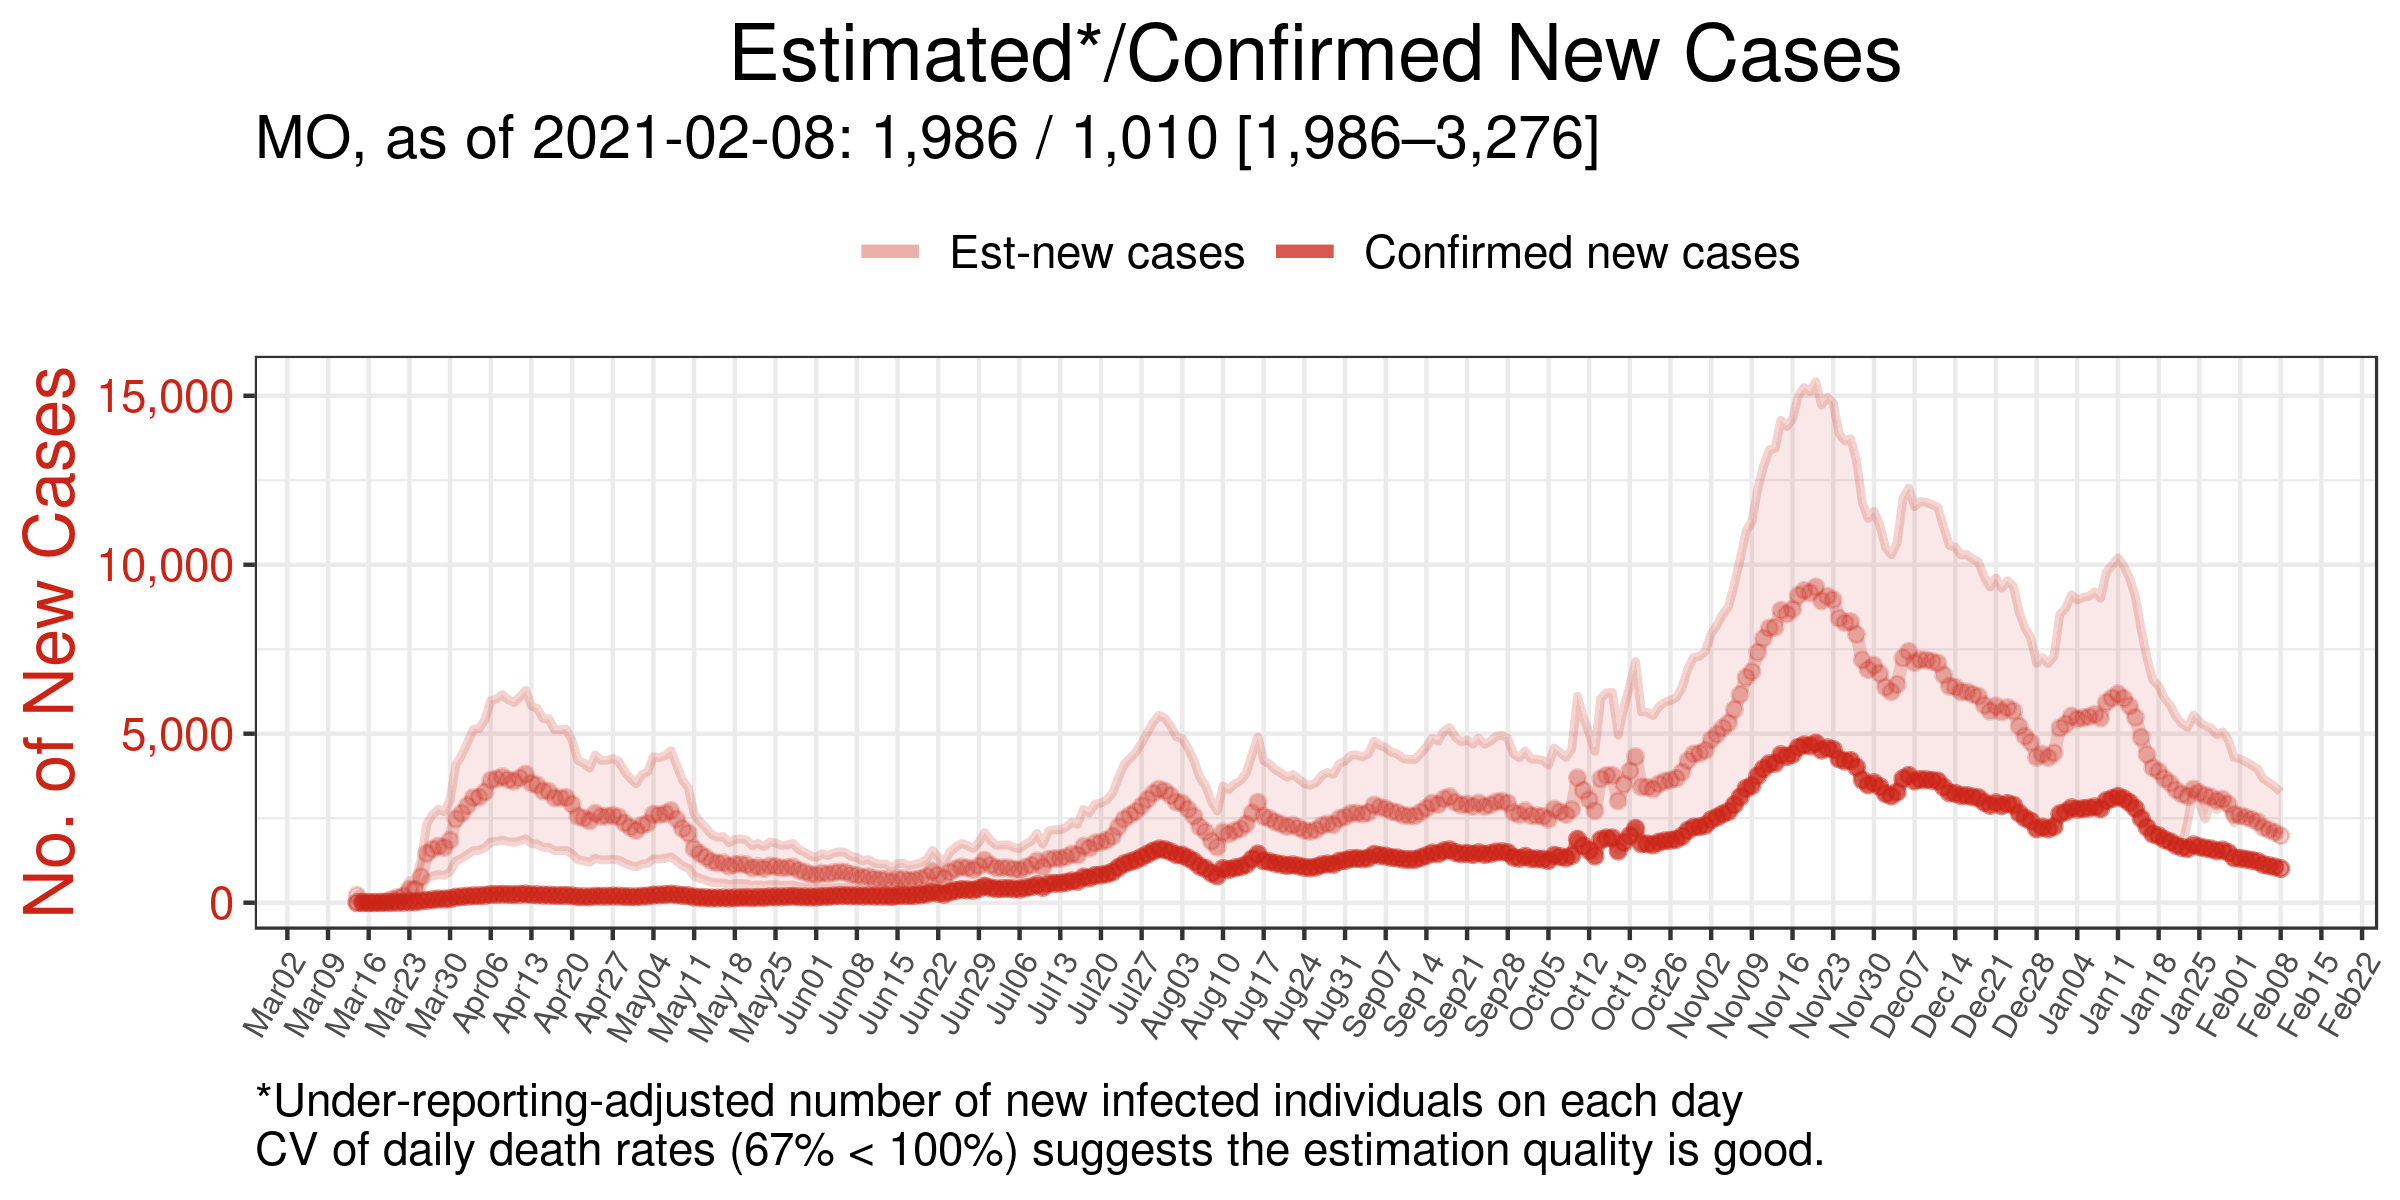 Estimated*/Confirmed New Cases
MO, as of 2021-02-08: 1,986 / 1,010 [1,986–3,276]
Est-new cases
Confirmed new cases
No. of New Cases
15,000
10,000
5,000
0
Mar02
Mar09
Mar16
Mar23
Mar30
Apr06
Apr13
Apr20
Apr27
May04
May11
May18
May25
Jun01
Jun08
Jun15
Jun22
Jun29
Jul06
Jul13
Jul20
Jul27
Aug03
Aug10
Aug17
Aug24
Aug31
Sep07
Sep14
Sep21
Sep28
Oct05
Oct12
Oct19
Oct26
Nov02
Nov09
Nov16
Nov23
Nov30
Dec07
Dec14
Dec21
Dec28
Jan04
Jan11
Jan18
Jan25
Feb01
Feb08
Feb15
Feb22
*Under-reporting-adjusted number of new infected individuals on each day
CV of daily death rates (67% < 100%) suggests the estimation quality is good.